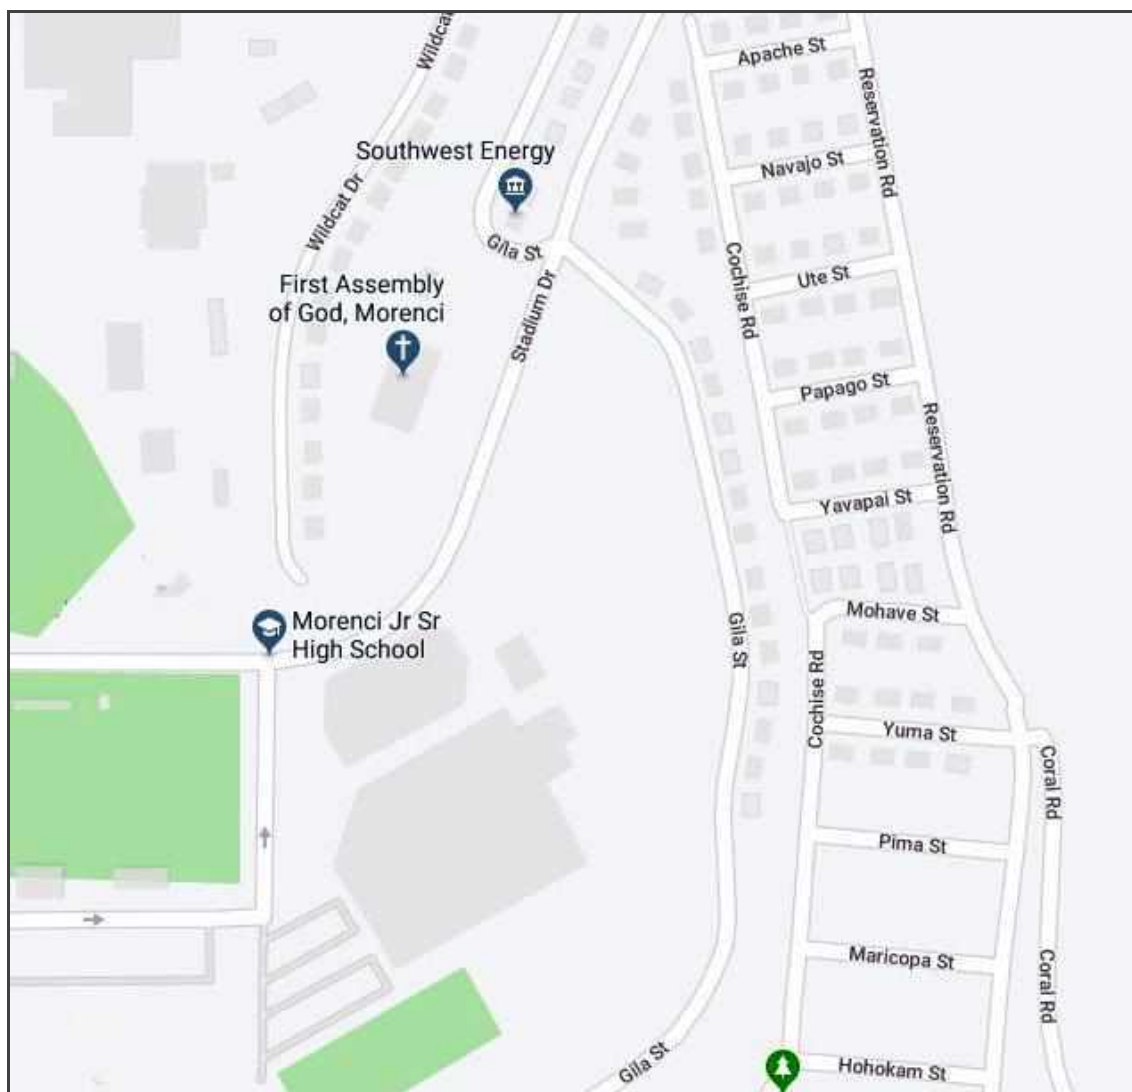 Wildcat
Apache St
Reservation Rd
Southwest Energy
Navajo St
Wildcat Dr
Gila St
Cochise Rd
Ute St
First Assembly
of God, Morenci
Stadium Dr
Papago St
Reservation Rd
Yavapai St
Mohave St
Morenci Jr Sr
High School
Gila St
Cochise Rd
Yuma St
Coral Rd
Pima St
Maricopa St
Coral Rd
Gila St
Hohokam St